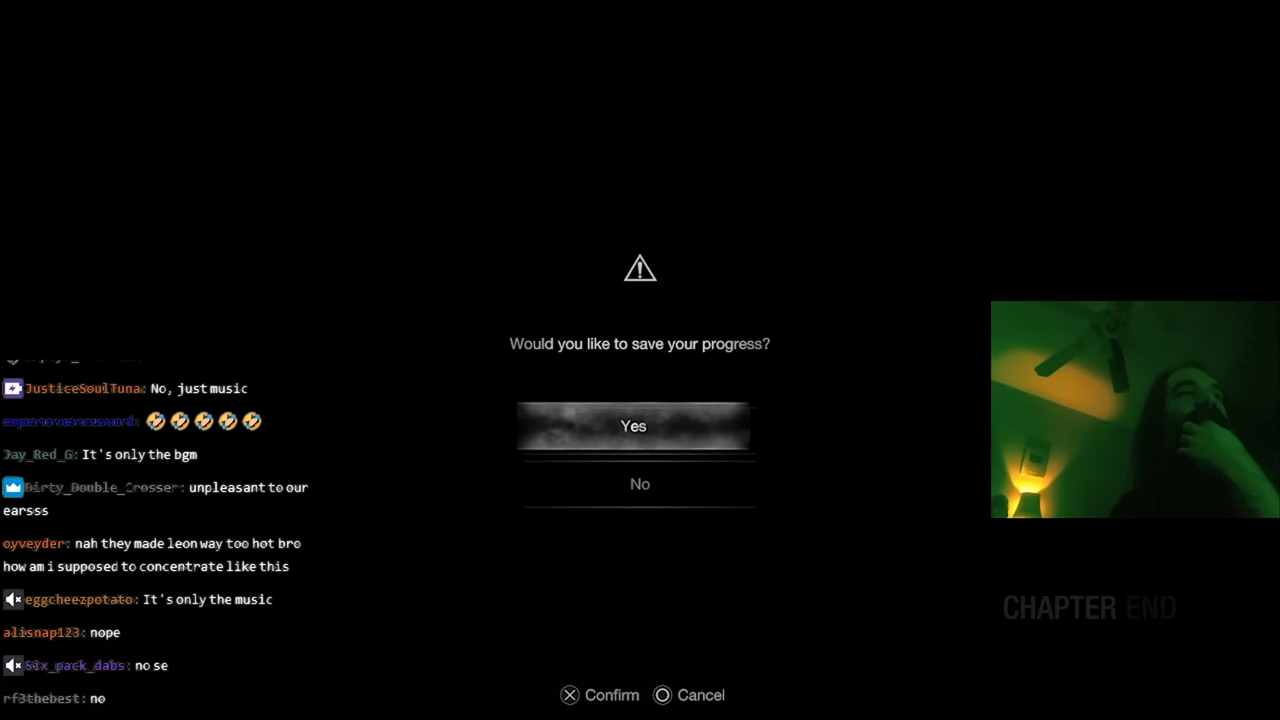 Would you like to save your progress?
Yes
No
JusticeSoulTuna: No, just music
Jay_Red_G: It's only the bgm
Dirty_Double_Crosser: unpleasant to our
earsss
oyveyder: nah they made leon way too hot bro
how am i supposed to concentrate like this
eggcheezpotato: It's only the music
alisnap123: nope
Six_pack_dabs: no se
rf3thebest: no
CHAPTER END
Confirm Cancel